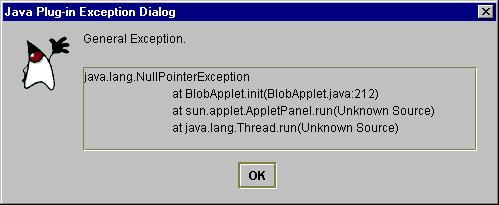 Java Plug-in Exception Dialog
General Exception.
java.lang.NullPointerException
at BlobApplet.init(BlobApplet.java:212)
at sun.applet.AppletPanel.run(Unknown Source)
at java.lang.Thread.run(Unknown Source)
OK